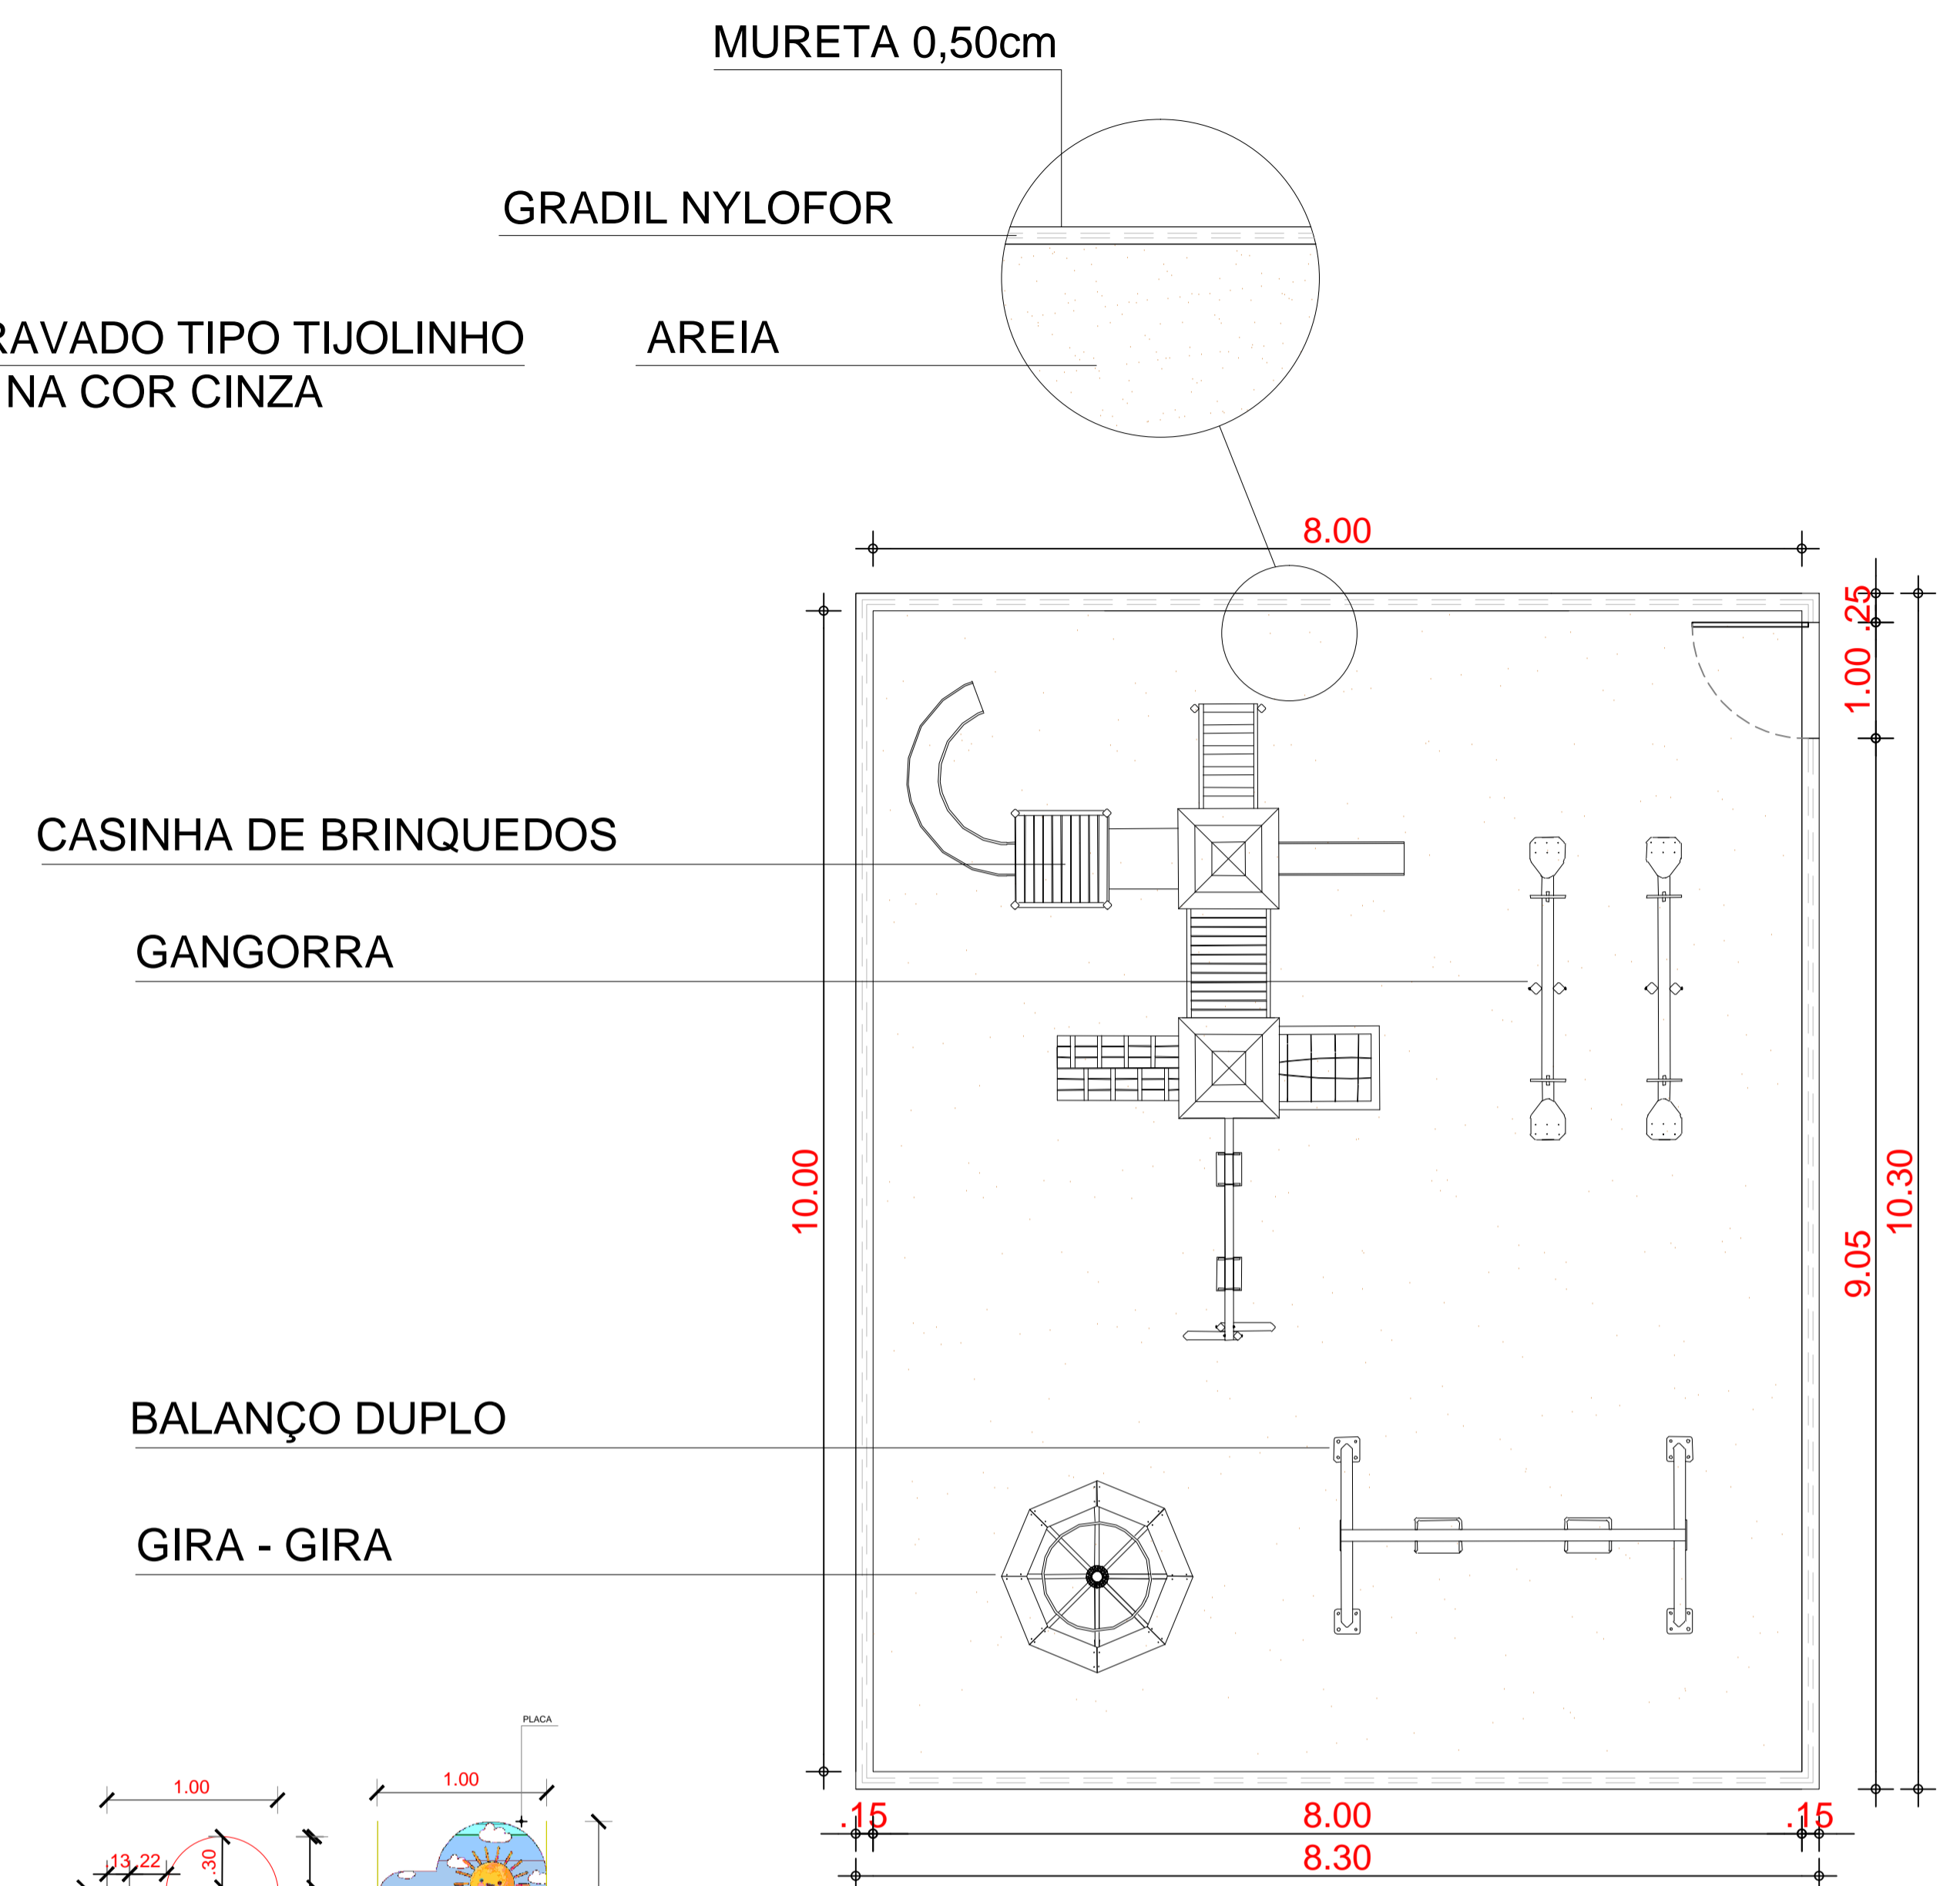 MURETA 0,50cm
GRADIL NYLOFOR
RAVADO TIPO TIJOLINHO
NA COR CINZA
AREIA
8.00
.25
1.00
CASINHA DE BRINQUEDOS
GANGORRA
10.00
10.30
9.05
BALANÇO DUPLO
GIRA - GIRA
PLACA
1.00
1.00
.15
8.00
.15
.13
.22
.30
8.30